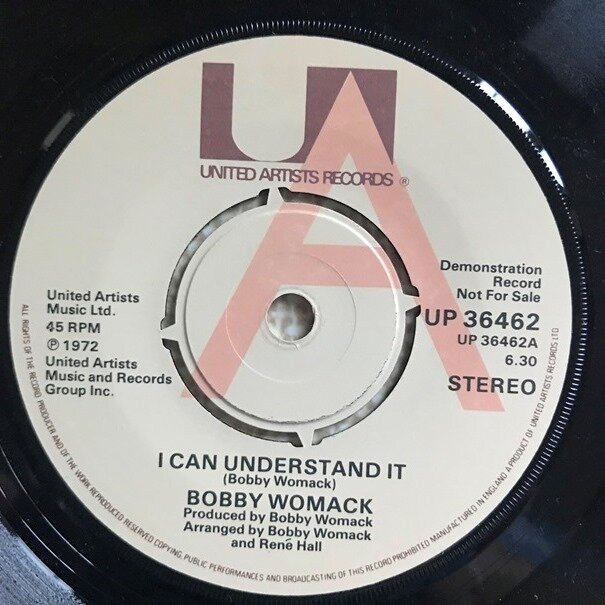 UA
UNITED ARTISTS RECORDS ®
A
United Artists
Music Ltd.
45 RPM
℗ 1972
United Artists
Music and Records
Group Inc.
Demonstration
Record
Not For Sale
UP 36462
UP 36462A
6.30
STEREO
I CAN UNDERSTAND IT
(Bobby Womack)
BOBBY WOMACK
Produced by Bobby Womack
Arranged by Bobby Womack
and René Hall
ALL RIGHTS OF THE RECORD PRODUCER AND OF THE WORK REPRODUCED RESERVED COPYING, PUBLIC PERFORMANCES AND BROADCASTING OF THIS RECORD PROHIBITED MANUFACTURED IN ENGLAND A PRODUCT OF UNITED ARTISTS RECORDS LTD